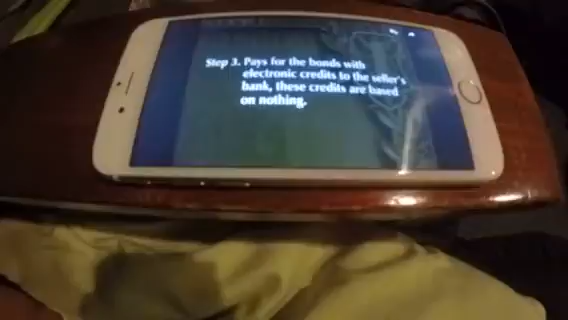 Step 3. Pays for the bonds with
electronic credits to the seller's
bank, these credits are based
on nothing.